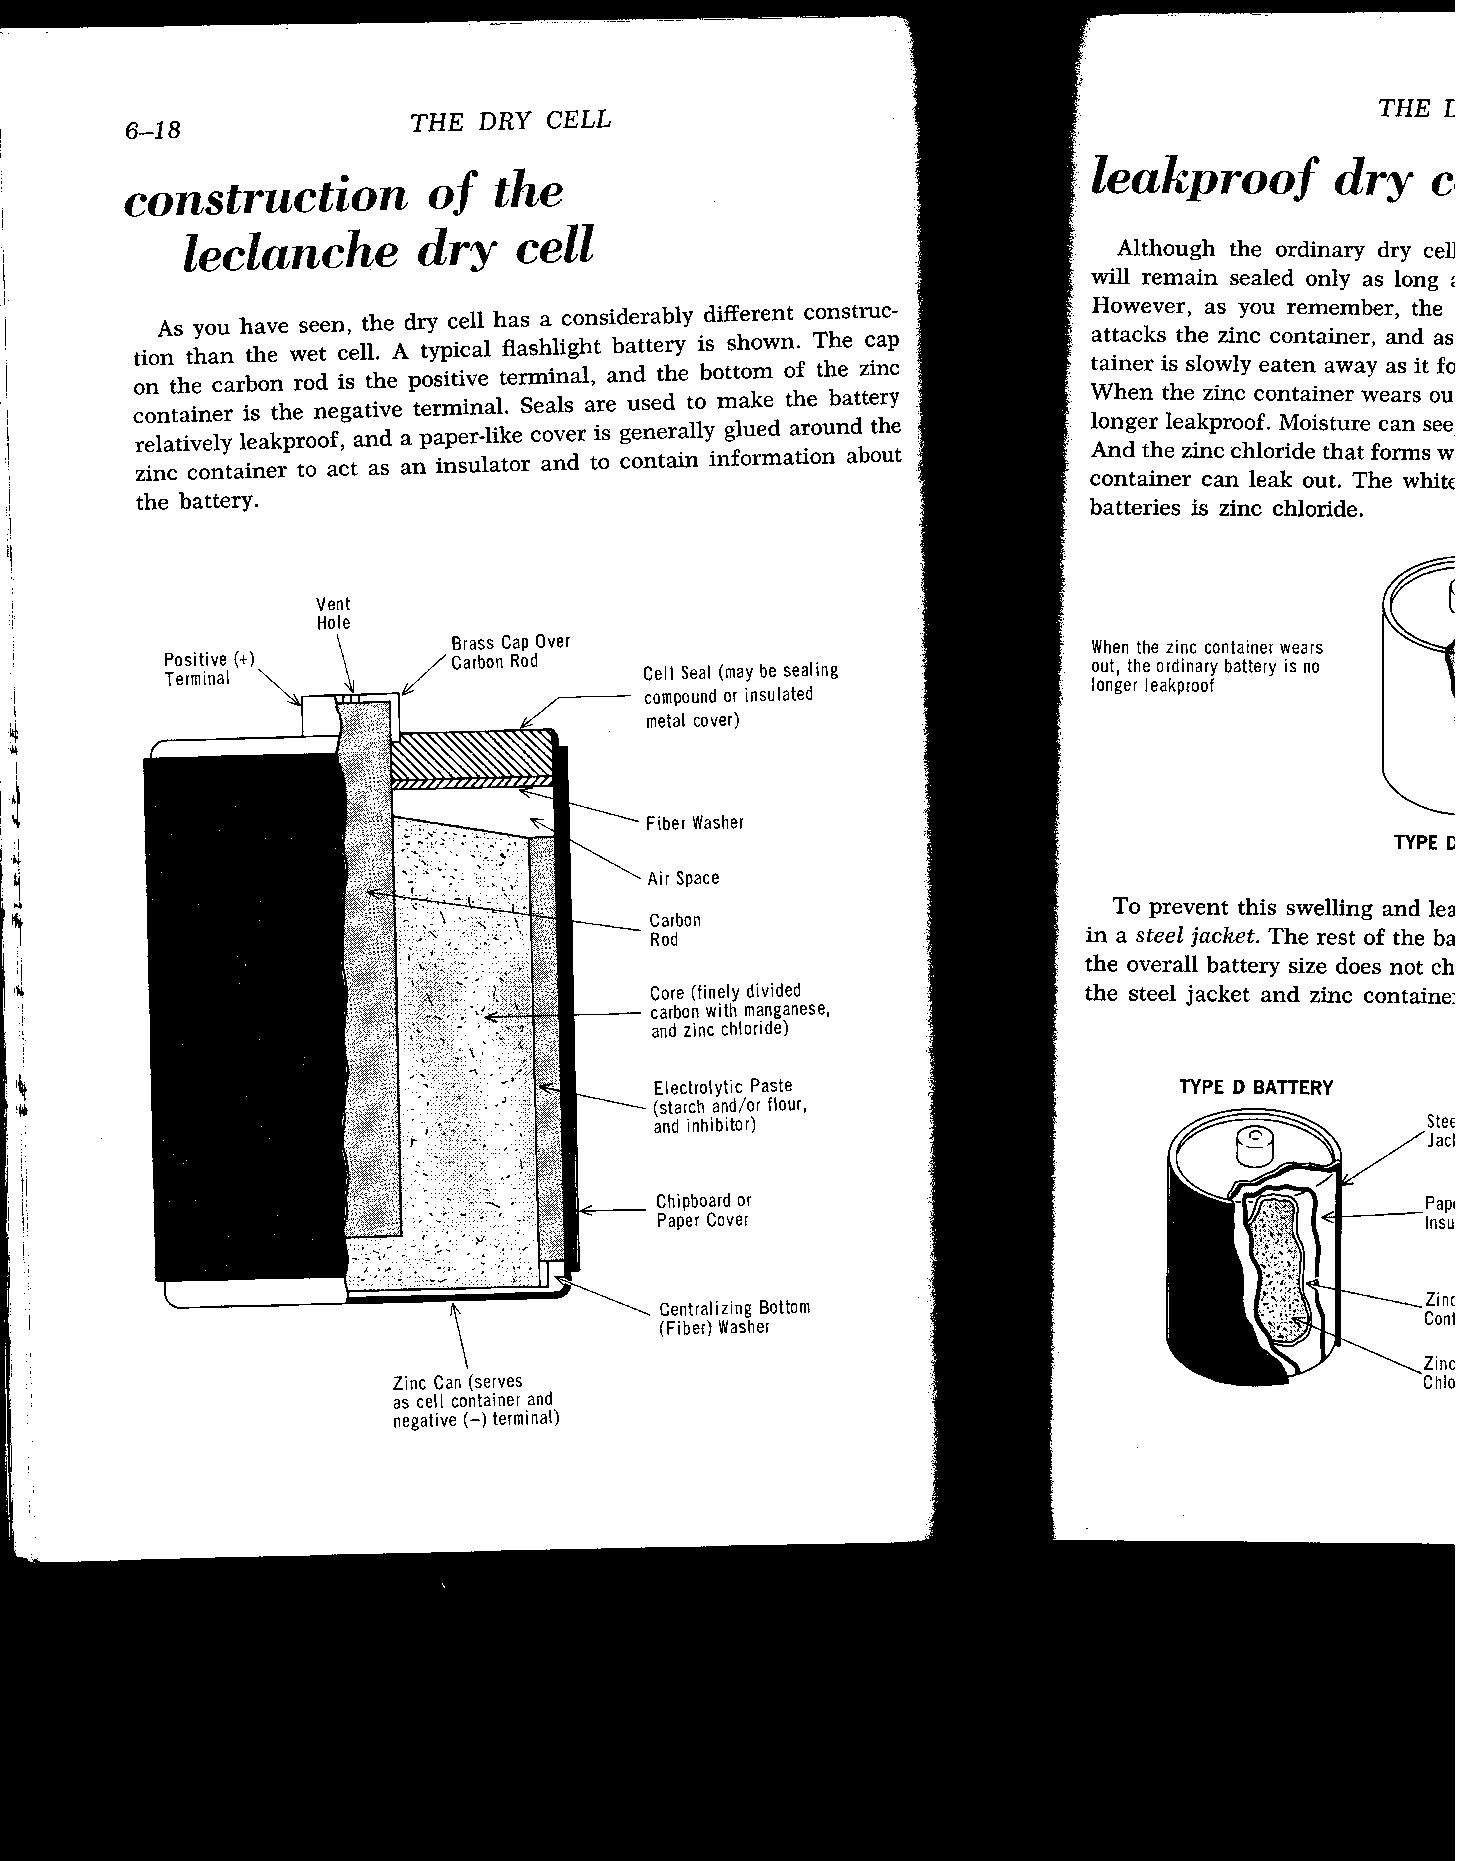 6–18
THE DRY CELL
construction of the
leclanche dry cell
As you have seen, the dry cell has a considerably different construc-
tion than the wet cell. A typical flashlight battery is shown. The cap
on the carbon rod is the positive terminal, and the bottom of the zinc
container is the negative terminal. Seals are used to make the battery
relatively leakproof, and a paper-like cover is generally glued around the
zinc container to act as an insulator and to contain information about
the battery.
Vent
Hole
Positive (+)
Terminal
Brass Cap Over
Carbon Rod
Cell Seal (may be sealing
compound or insulated
metal cover)
Fiber Washer
Air Space
Carbon
Rod
Core (finely divided
carbon with manganese,
and zinc chloride)
Electrolytic Paste
(starch and/or flour,
and inhibitor)
Chipboard or
Paper Cover
Centralizing Bottom
(Fiber) Washer
Zinc Can (serves
as cell container and
negative (−) terminal)
THE
leakproof dry
Although the ordinary dry cell
will remain sealed only as long
However, as you remember, the
attacks the zinc container, and as
tainer is slowly eaten away as it
When the zinc container wears
longer leakproof. Moisture can
And the zinc chloride that forms
container can leak out. The
batteries is zinc chloride.
When the zinc container wears
out, the ordinary battery is no
longer leakproof
TYPE
To prevent this swelling and
in a steel jacket. The rest of the
the overall battery size does not
the steel jacket and zinc
TYPE D BATTERY